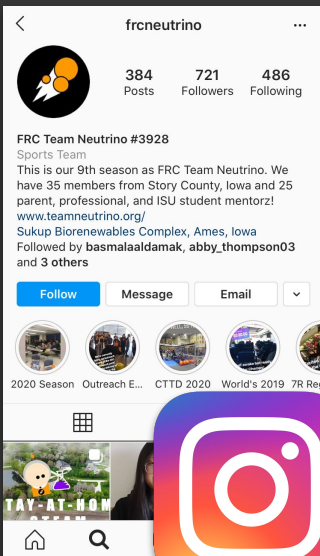 frcneutrino
384 721 486
Posts Followers Following
FRC Team Neutrino #3928
Sports Team
This is our 9th season as FRC Team Neutrino. We
have 35 members from Story County, Iowa and 25
parent, professional, and ISU student mentorz!
www.teamneutrino.org/
Sukup Biorenewables Complex, Ames, Iowa
Followed by basmalaaldamak, abby_thompson03
and 3 others
Follow Message Email
2020 Season Outreach E... CTTD 2020 World's 2019 7R Reg
TAY-AT-HOM
STEAM